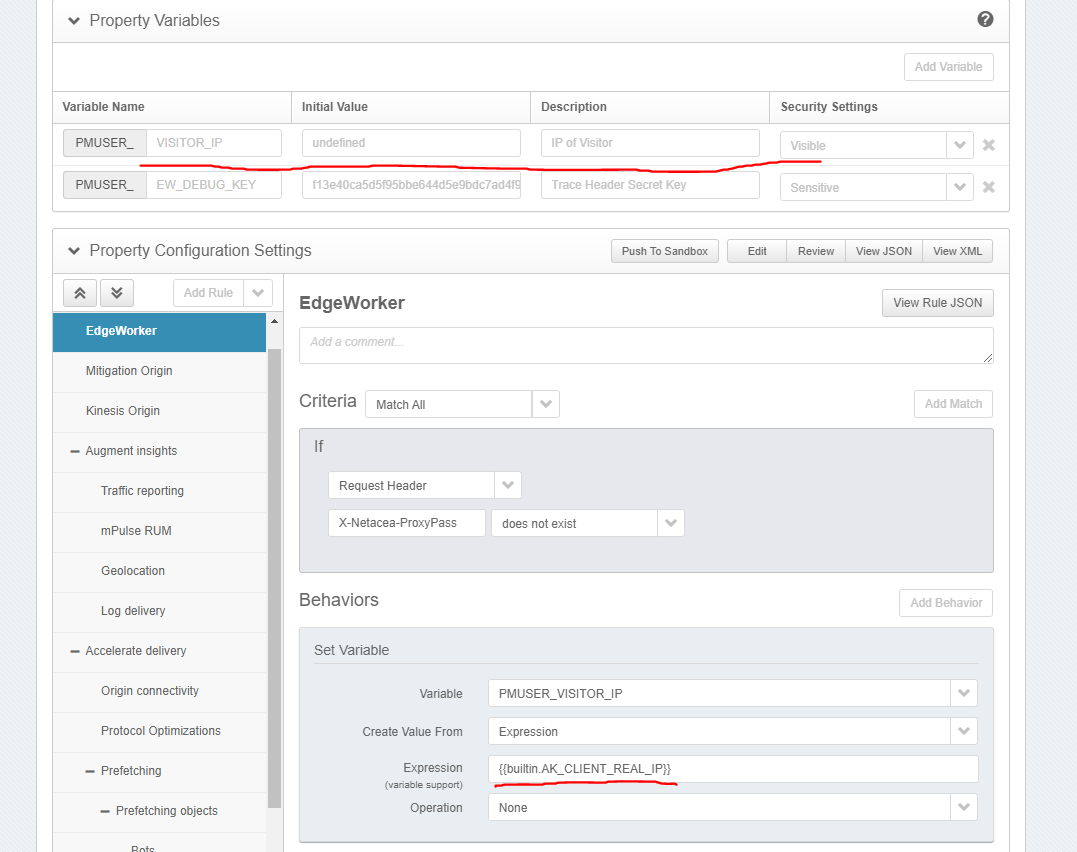 Property Variables
Add Variable
Variable Name Initial Value Description Security Settings
PMUSER_ VISITOR_IP undefined IP of Visitor Visible
PMUSER_ EW_DEBUG_KEY f13e40ca5d5f95bbe644d5e9bdc7ad4f9 Trace Header Secret Key Sensitive
Property Configuration Settings Push To Sandbox Edit Review View JSON View XML
Add Rule
EdgeWorker
Mitigation Origin
Kinesis Origin
Augment insights
Traffic reporting
mPulse RUM
Geolocation
Log delivery
Accelerate delivery
Origin connectivity
Protocol Optimizations
Prefetching
Prefetching objects
Bots
EdgeWorker View Rule JSON
Add a comment...
Criteria Match All Add Match
If
Request Header
X-Netacea-ProxyPass does not exist
Behaviors Add Behavior
Set Variable
Variable PMUSER_VISITOR_IP
Create Value From Expression
Expression {{builtin.AK_CLIENT_REAL_IP}}
(variable support)
Operation None